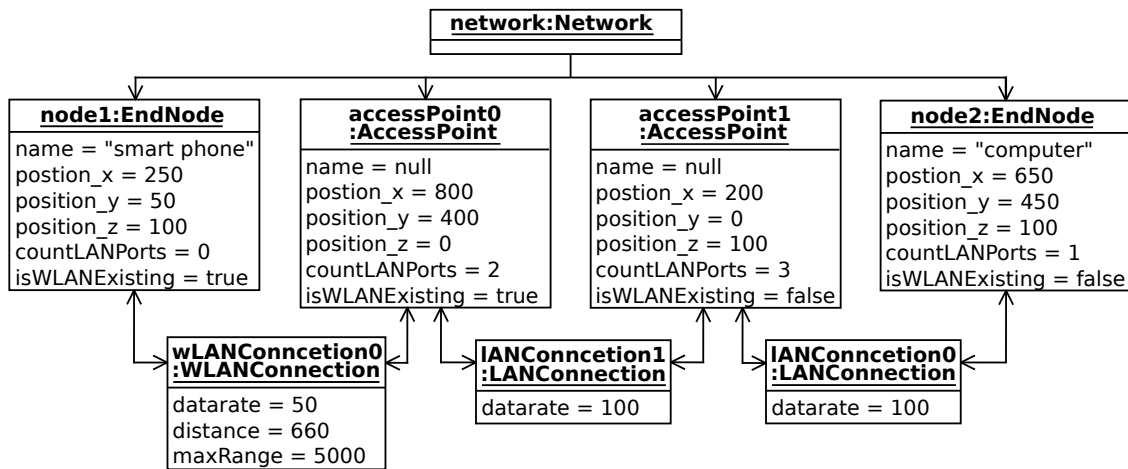 network:Network
node1:EndNode
name = "smart phone"
postion_x = 250
position_y = 50
position_z = 100
countLANPorts = 0
isWLANExisting = true
accessPoint0
:AccessPoint
name = null
postion_x = 800
position_y = 400
position_z = 0
countLANPorts = 2
isWLANExisting = true
accessPoint1
:AccessPoint
name = null
postion_x = 200
position_y = 0
position_z = 100
countLANPorts = 3
isWLANExisting = false
node2:EndNode
name = "computer"
postion_x = 650
position_y = 450
position_z = 100
countLANPorts = 1
isWLANExisting = false
wLANConncetion0
:WLANConnection
datarate = 50
distance = 660
maxRange = 5000
lANConncetion1
:LANConnection
datarate = 100
lANConncetion0
:LANConnection
datarate = 100